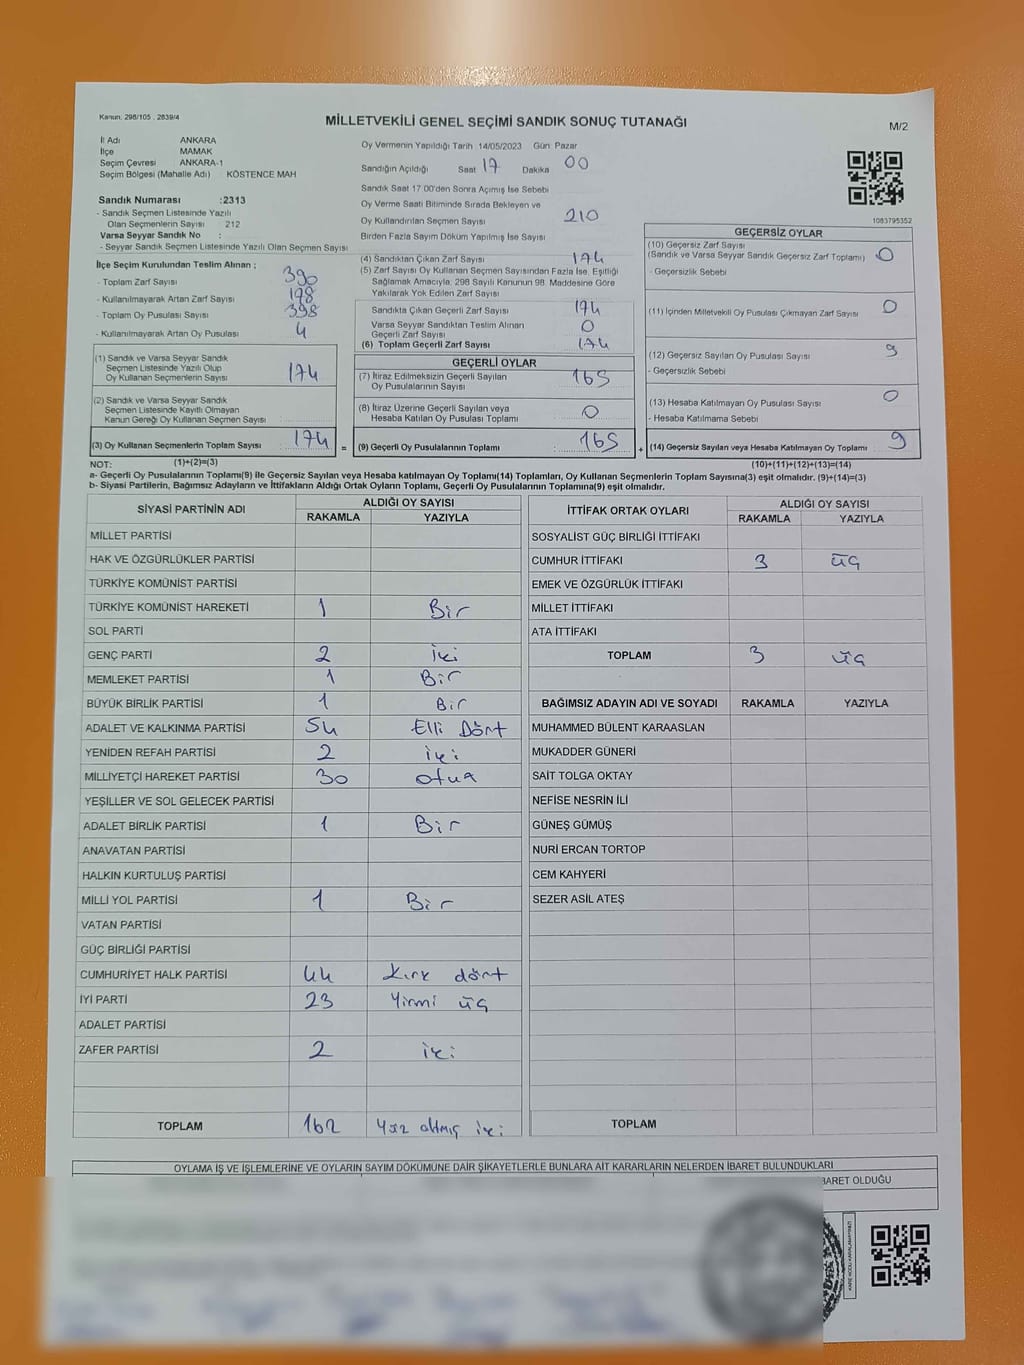 Kanun, 298/105 , 2839/4
MİLLETVEKİLİ GENEL SEÇİMİ SANDIK SONUÇ TUTANAĞI
M/2
İl Adı ANKARA
İlçe MAMAK
Seçim Çevresi ANKARA-1
Seçim Bölgesi (Mahalle Adı) KÖSTENCE MAH
Sandık Numarası :2313
- Sandık Seçmen Listesinde Yazılı
Olan Seçmenlerin Sayısı : 212
Varsa Seyyar Sandık No :
- Seyyar Sandık Seçmen Listesinde Yazılı Olan Seçmen Sayısı
İlçe Seçim Kurulundan Teslim Alınan ;
- Toplam Zarf Sayısı 390
- Kullanılmayarak Artan Zarf Sayısı 198
- Toplam Oy Pusulası Sayısı 398
- Kullanılmayarak Artan Oy Pusulası 4
(1) Sandık ve Varsa Seyyar Sandık
Seçmen Listesinde Yazılı Olup
Oy Kullanan Seçmenlerin Sayısı 174
(2) Sandık ve Varsa Seyyar Sandık
Seçmen Listesinde Kayıtlı Olmayan
Kanun Gereği Oy Kullanan Seçmen Sayısı
(3) Oy Kullanan Seçmenlerin Toplam Sayısı 174 =
(1)+(2)=(3)
Oy Vermenin Yapıldığı Tarih 14/05/2023 Gün Pazar
Sandığın Açıldığı Saat 17 Dakika 00
Sandık Saat 17 00'den Sonra Açımış İse Sebebi
Oy Verme Saati Bitiminde Sırada Bekleyen ve
Oy Kullandırılan Seçmen Sayısı 210
Birden Fazla Sayım Döküm Yapılmış İse Sayısı
(4) Sandıktan Çıkan Zarf Sayısı 174
(5) Zarf Sayısı Oy Kullanan Seçmen Sayısından Fazla İse, Eşitliği
Sağlamak Amacıyla, 298 Sayılı Kanunun 98. Maddesine Göre
Yakılarak Yok Edilen Zarf Sayısı
Sandıkta Çıkan Geçerli Zarf Sayısı 174
Varsa Seyyar Sandıktan Teslim Alınan
Geçerli Zarf Sayısı 0
(6) Toplam Geçerli Zarf Sayısı 174
GEÇERLİ OYLAR
(7) İtiraz Edilmeksizin Geçerli Sayılan
Oy Pusulalarının Sayısı 165
(8) İtiraz Üzerine Geçerli Sayılan veya
Hesaba Katılan Oy Pusulası Toplamı 0
(9) Geçerli Oy Pusulalarının Toplamı 165 +
1083795352
GEÇERSİZ OYLAR
(10) Geçersiz Zarf Sayısı
(Sandık ve Varsa Seyyar Sandık Geçersiz Zarf Toplamı) 0
- Geçersizlik Sebebi
(11) İçinden Milletvekili Oy Pusulası Çıkmayan Zarf Sayısı 0
(12) Geçersiz Sayılan Oy Pusulası Sayısı 9
- Geçersizlik Sebebi
(13) Hesaba Katılmayan Oy Pusulası Sayısı 0
- Hesaba Katılmama Sebebi
(14) Geçersiz Sayılan veya Hesaba Katılmayan Oy Toplamı 9
(10)+(11)+(12)+(13)=(14)
NOT:
a- Geçerli Oy Pusulalarının Toplamı(9) ile Geçersiz Sayılan veya Hesaba katılmayan Oy Toplamı(14) Toplamları, Oy Kullanan Seçmenlerin Toplam Sayısına(3) eşit olmalıdır. (9)+(14)=(3)
b- Siyasi Partilerin, Bağımsız Adayların ve İttifakların Aldığı Ortak Oyların Toplamı, Geçerli Oy Pusulalarının Toplamına(9) eşit olmalıdır.
SİYASİ PARTİNİN ADI ALDIĞI OY SAYISI
RAKAMLA YAZIYLA
MİLLET PARTİSİ
HAK VE ÖZGÜRLÜKLER PARTİSİ
TÜRKİYE KOMÜNİST PARTİSİ
TÜRKİYE KOMÜNİST HAREKETİ 1 Bir
SOL PARTİ
GENÇ PARTİ 2 iki
MEMLEKET PARTİSİ 1 Bir
BÜYÜK BİRLİK PARTİSİ 1 Bir
ADALET VE KALKINMA PARTİSİ 54 Elli Dört
YENİDEN REFAH PARTİSİ 2 iki
MİLLİYETÇİ HAREKET PARTİSİ 30 otuz
YEŞİLLER VE SOL GELECEK PARTİSİ
ADALET BİRLİK PARTİSİ 1 Bir
ANAVATAN PARTİSİ
HALKIN KURTULUŞ PARTİSİ
MİLLİ YOL PARTİSİ 1 Bir
VATAN PARTİSİ
GÜÇ BİRLİĞİ PARTİSİ
CUMHURİYET HALK PARTİSİ 44 Kırk dört
İYİ PARTİ 23 Yirmi üç
ADALET PARTİSİ
ZAFER PARTİSİ 2 iki
TOPLAM 162 Yüz altmış iki
İTTİFAK ORTAK OYLARI ALDIĞI OY SAYISI
RAKAMLA YAZIYLA
SOSYALİST GÜÇ BİRLİĞİ İTTİFAKI
CUMHUR İTTİFAKI 3 üç
EMEK VE ÖZGÜRLÜK İTTİFAKI
MİLLET İTTİFAKI
ATA İTTİFAKI
TOPLAM 3 üç
BAĞIMSIZ ADAYIN ADI VE SOYADI RAKAMLA YAZIYLA
MUHAMMED BÜLENT KARAASLAN
MUKADDER GÜNERİ
SAİT TOLGA OKTAY
NEFİSE NESRİN İLİ
GÜNEŞ GÜMÜŞ
NURİ ERCAN TORTOP
CEM KAHYERİ
SEZER ASİL ATEŞ
TOPLAM
OYLAMA İŞ VE İŞLEMLERİNE VE OYLARIN SAYIM DÖKÜMÜNE DAİR ŞİKAYETLERLE BUNLARA AİT KARARLARIN NELERDEN İBARET BULUNDUKLARI
BARET OLDUĞU